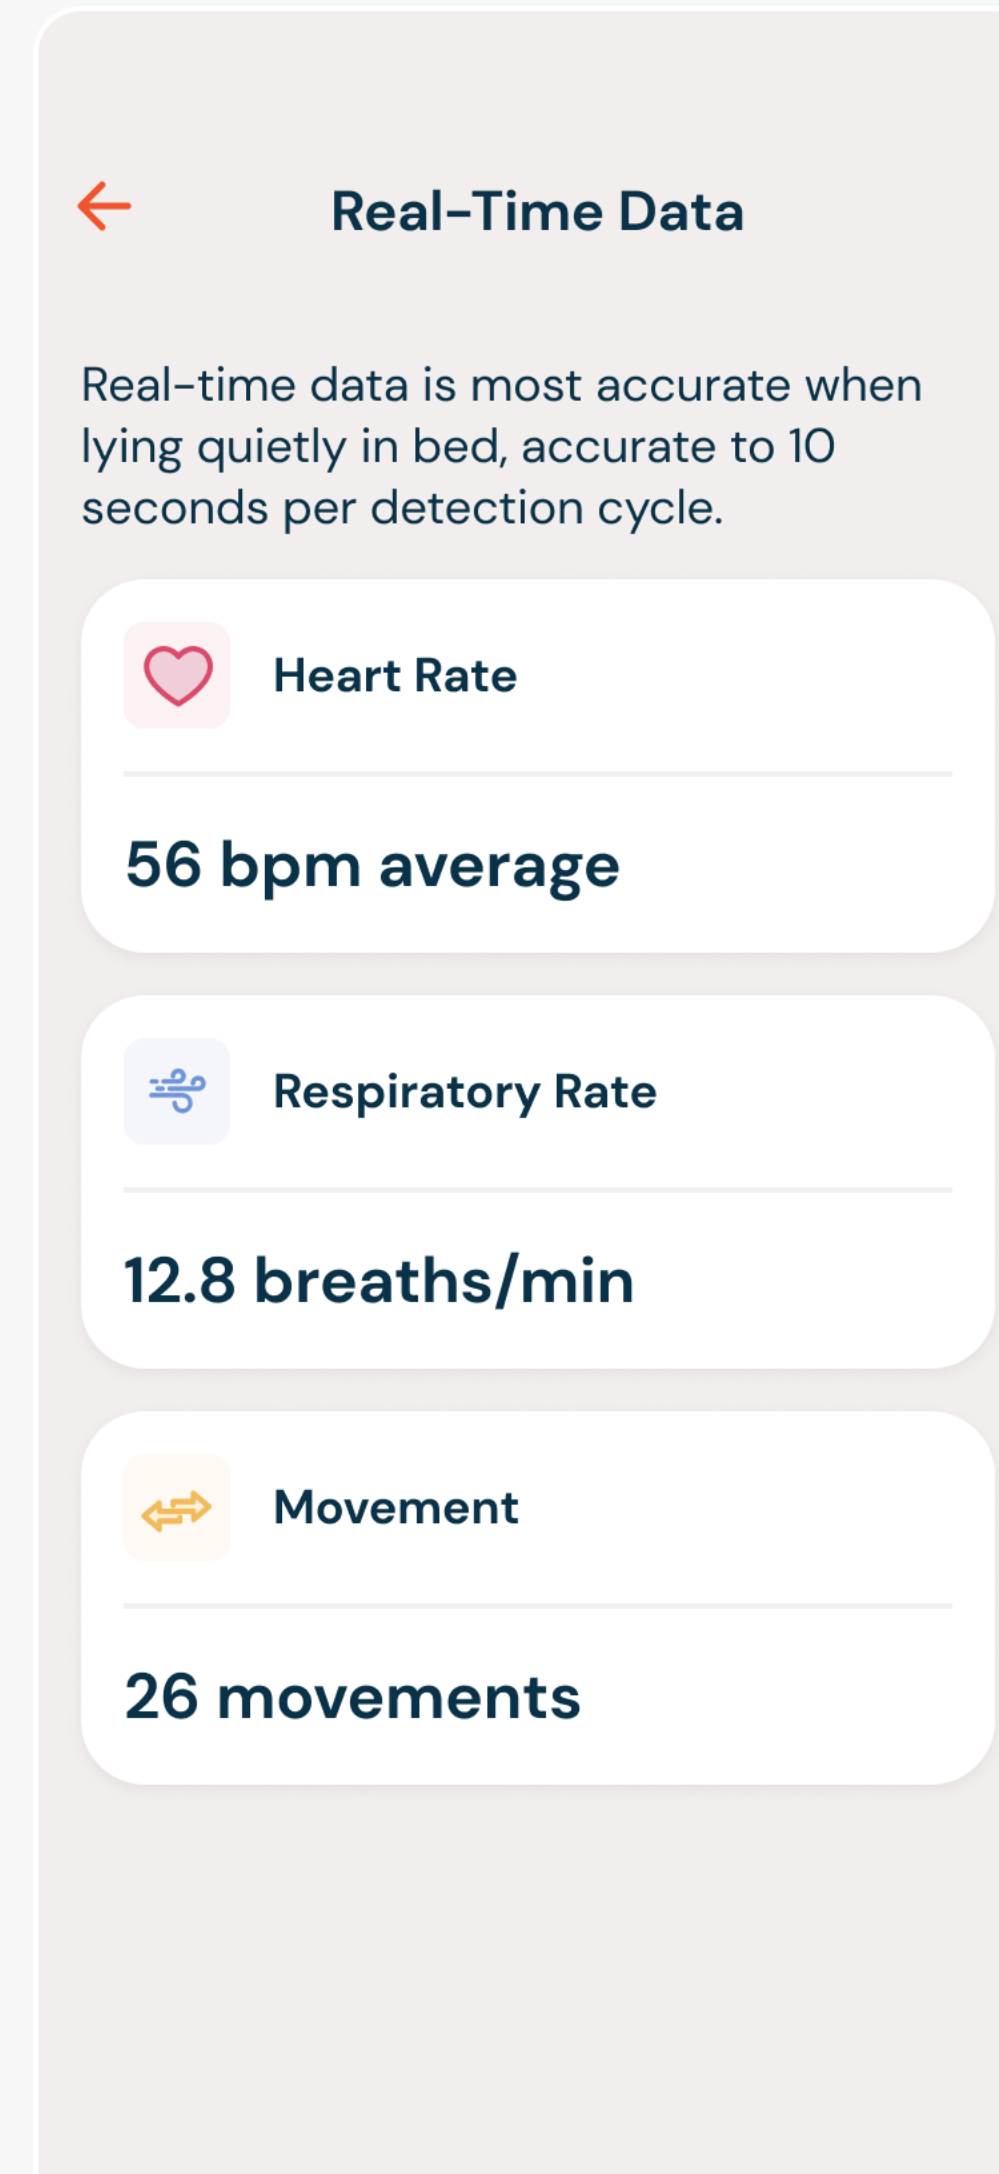 Real-Time Data
Real-time data is most accurate when
lying quietly in bed, accurate to 10
seconds per detection cycle.
Heart Rate
56 bpm average
Respiratory Rate
12.8 breaths/min
Movement
26 movements